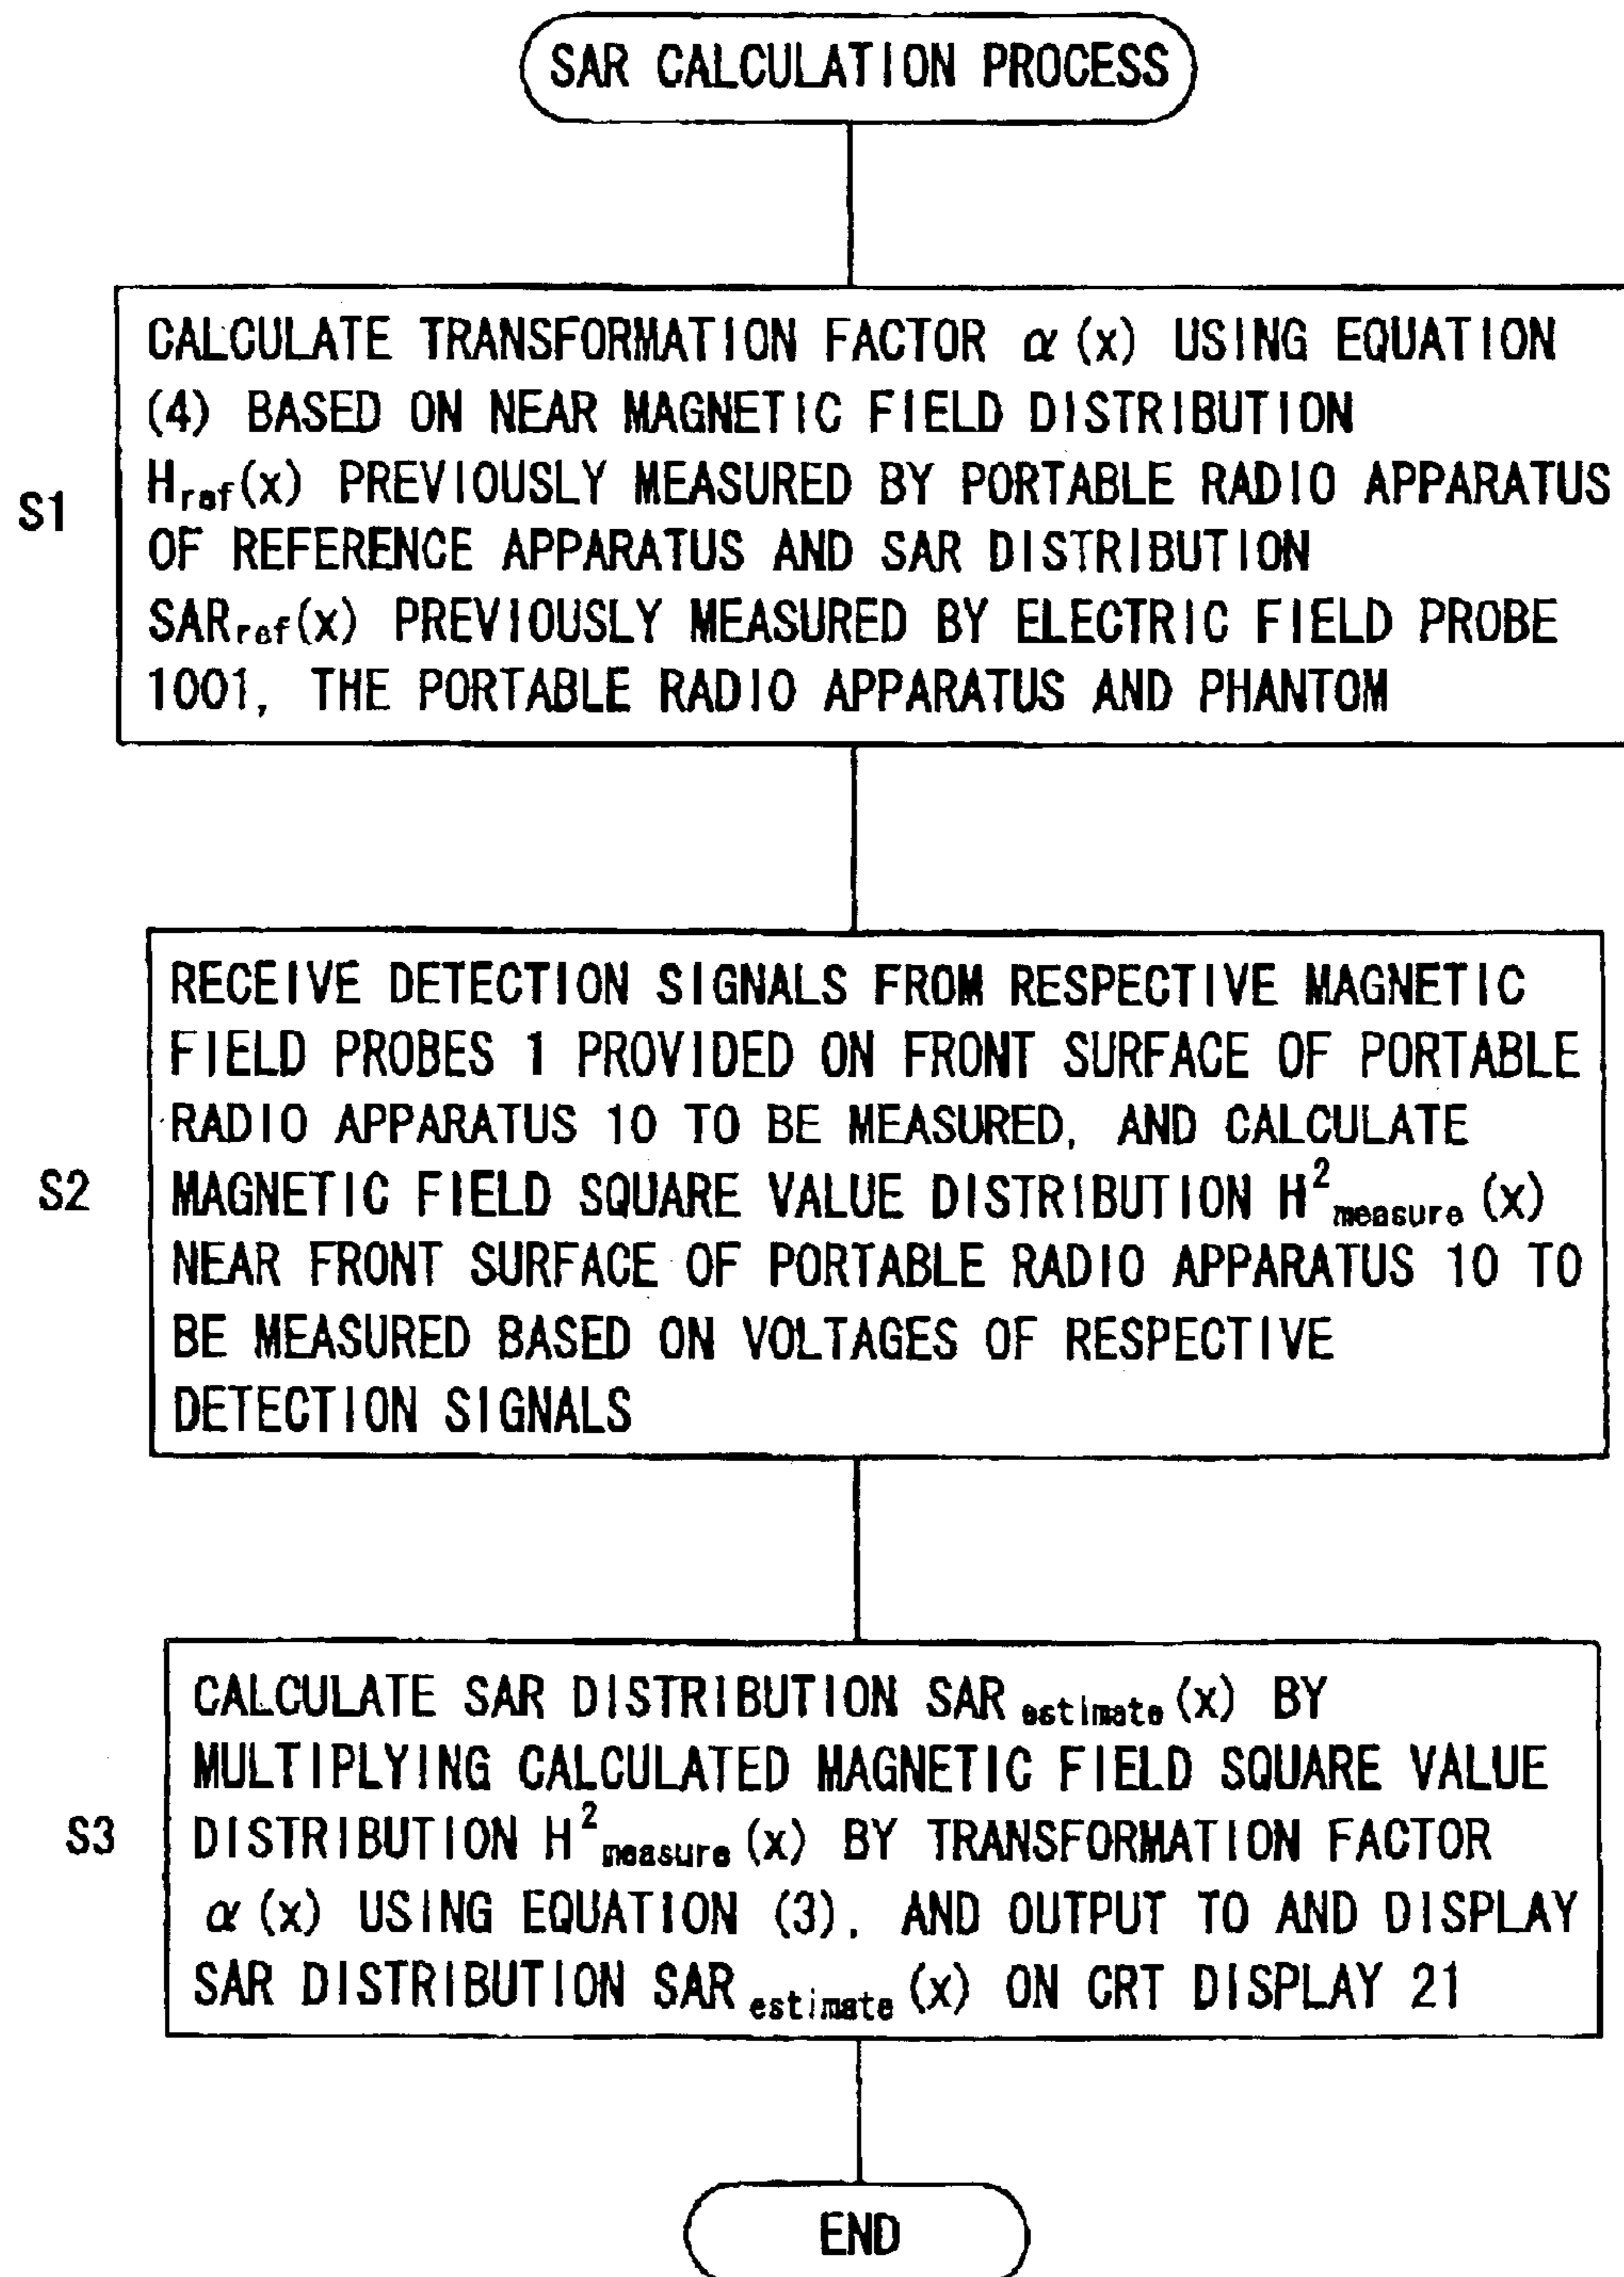 SAR CALCULATION PROCESS
S1
CALCULATE TRANSFORMATION FACTOR α(x) USING EQUATION
(4) BASED ON NEAR MAGNETIC FIELD DISTRIBUTION
H_ref(x) PREVIOUSLY MEASURED BY PORTABLE RADIO APPARATUS
OF REFERENCE APPARATUS AND SAR DISTRIBUTION
SAR_ref(x) PREVIOUSLY MEASURED BY ELECTRIC FIELD PROBE
1001, THE PORTABLE RADIO APPARATUS AND PHANTOM
S2
RECEIVE DETECTION SIGNALS FROM RESPECTIVE MAGNETIC
FIELD PROBES 1 PROVIDED ON FRONT SURFACE OF PORTABLE
RADIO APPARATUS 10 TO BE MEASURED, AND CALCULATE
MAGNETIC FIELD SQUARE VALUE DISTRIBUTION H²_measure(x)
NEAR FRONT SURFACE OF PORTABLE RADIO APPARATUS 10 TO
BE MEASURED BASED ON VOLTAGES OF RESPECTIVE
DETECTION SIGNALS
S3
CALCULATE SAR DISTRIBUTION SAR_estimate(x) BY
MULTIPLYING CALCULATED MAGNETIC FIELD SQUARE VALUE
DISTRIBUTION H²_measure(x) BY TRANSFORMATION FACTOR
α(x) USING EQUATION (3), AND OUTPUT TO AND DISPLAY
SAR DISTRIBUTION SAR_estimate(x) ON CRT DISPLAY 21
END